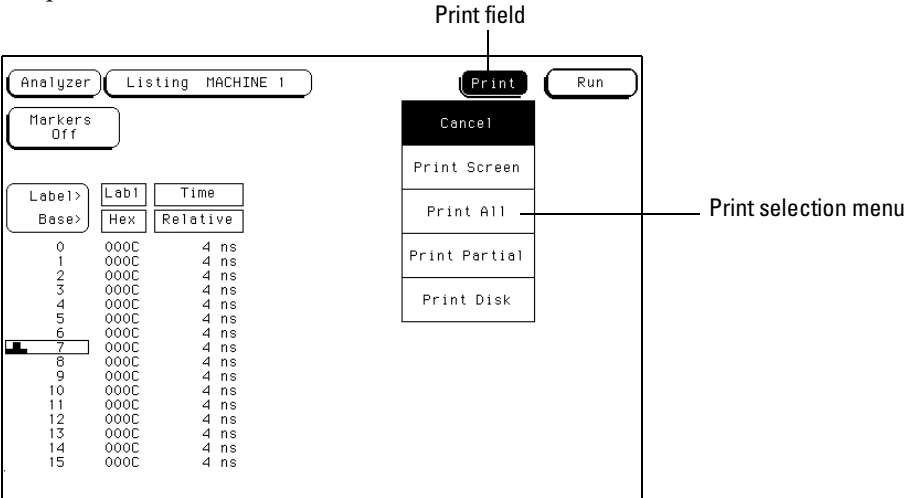 Print field
Analyzer Listing MACHINE 1 Print Run
Markers
Off
Cancel
Print Screen
Print All
Print Partial
Print Disk
Print selection menu
Label> Lab1 Time
Base> Hex Relative
0 000C 4 ns
1 000C 4 ns
2 000C 4 ns
3 000C 4 ns
4 000C 4 ns
5 000C 4 ns
6 000C 4 ns
7 000C 4 ns
8 000C 4 ns
9 000C 4 ns
10 000C 4 ns
11 000C 4 ns
12 000C 4 ns
13 000C 4 ns
14 000C 4 ns
15 000C 4 ns